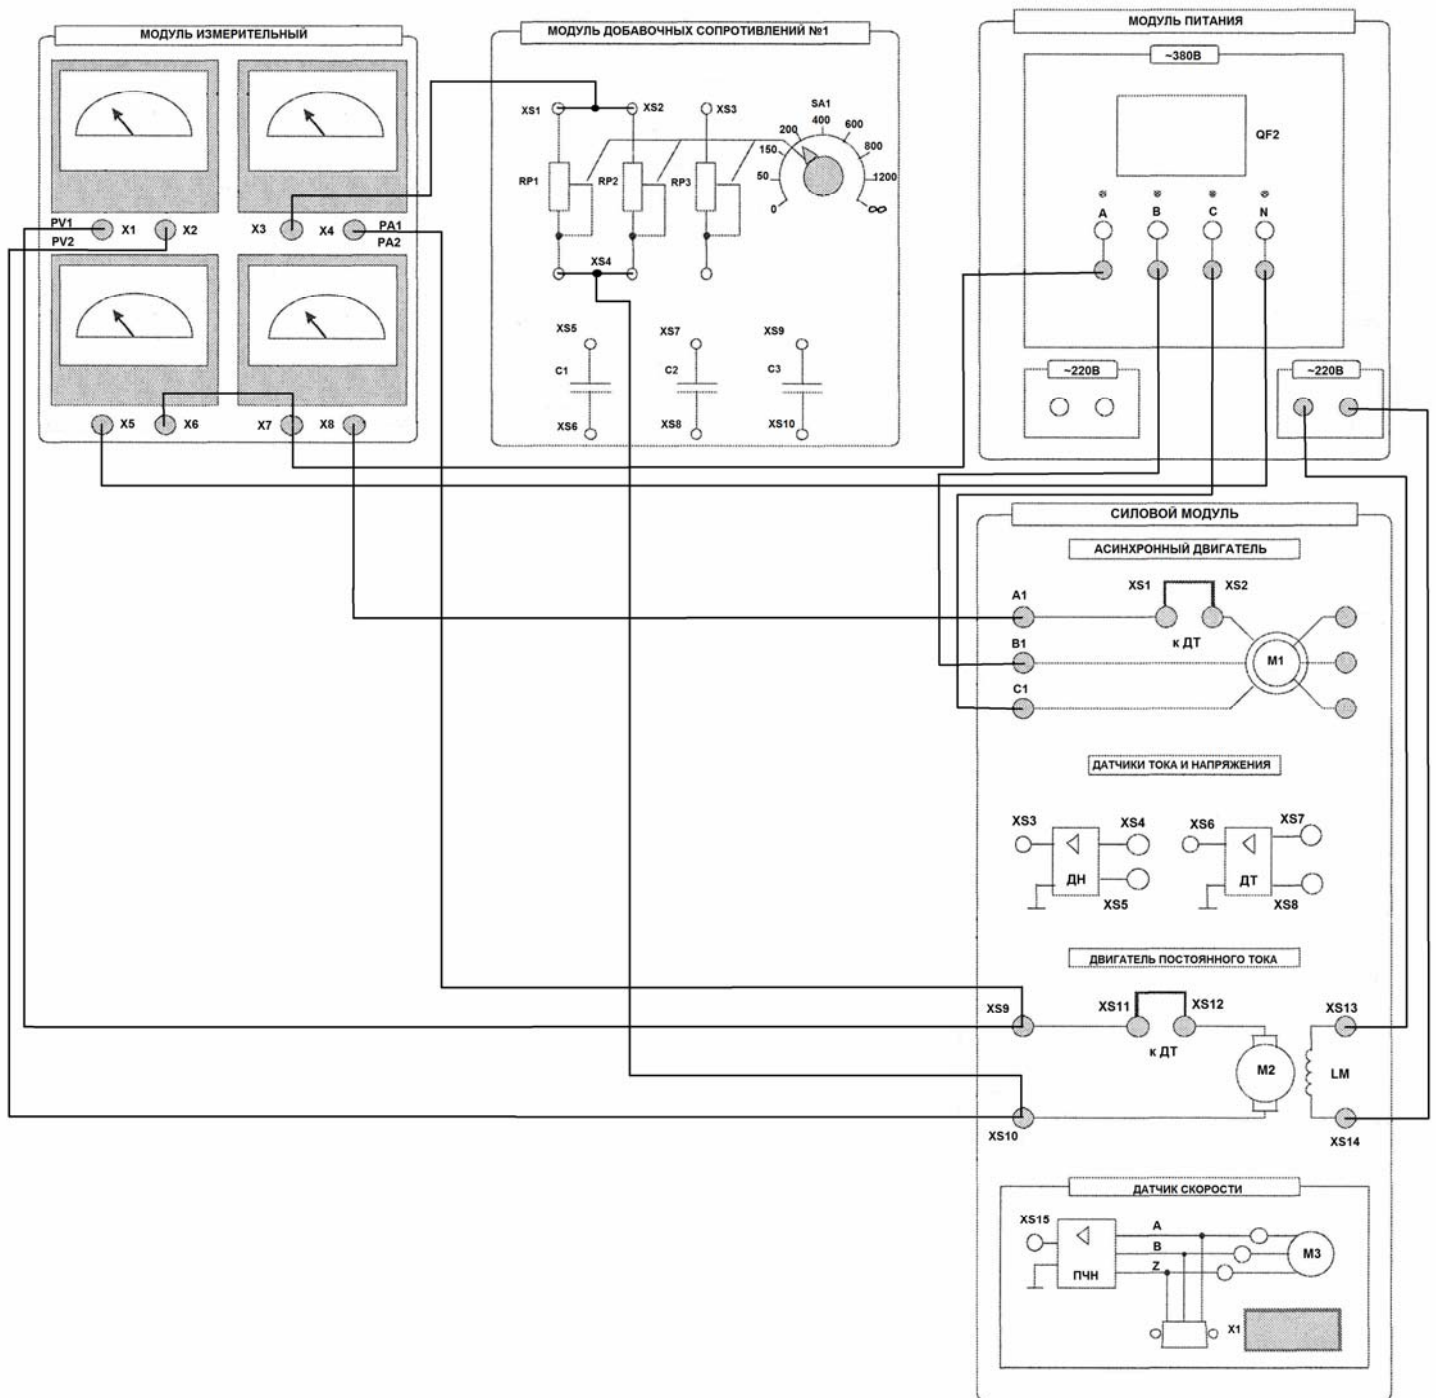 МОДУЛЬ ИЗМЕРИТЕЛЬНЫЙ
PV1
X1
X2
PV2
X3
X4
PA1
PA2
X5
X6
X7
X8
МОДУЛЬ ДОБАВОЧНЫХ СОПРОТИВЛЕНИЙ №1
XS1
XS2
XS3
SA1
RP1
RP2
RP3
0
50
150
200
400
600
800
1200
∞
XS4
XS5
XS7
XS9
C1
C2
C3
XS6
XS8
XS10
МОДУЛЬ ПИТАНИЯ
~380В
QF2
A
B
C
N
~220В
~220В
СИЛОВОЙ МОДУЛЬ
АСИНХРОННЫЙ ДВИГАТЕЛЬ
XS1
XS2
A1
к ДТ
B1
M1
C1
ДАТЧИКИ ТОКА И НАПРЯЖЕНИЯ
XS3
XS4
XS6
XS7
ДН
ДТ
XS5
XS8
ДВИГАТЕЛЬ ПОСТОЯННОГО ТОКА
XS9
XS11
XS12
XS13
к ДТ
M2
LM
XS10
XS14
ДАТЧИК СКОРОСТИ
XS15
A
B
Z
ПЧН
M3
X1